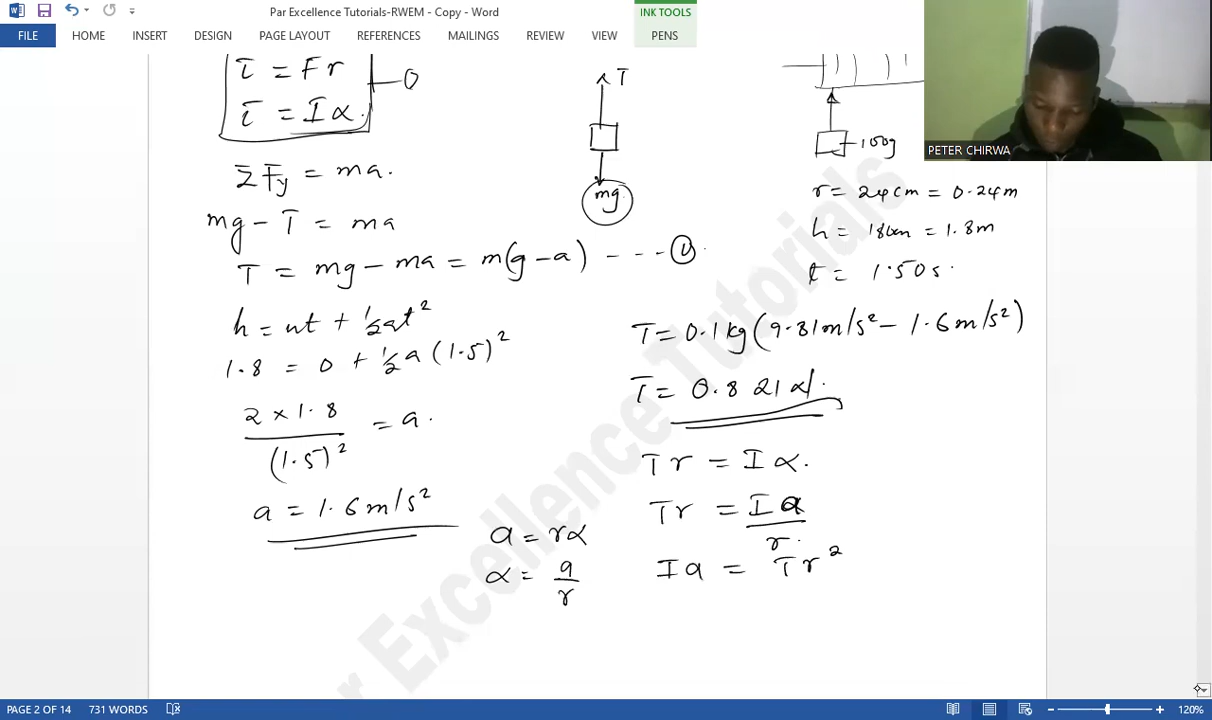 Par Excellence Tutorials-RWEM - Copy - Word
INK TOOLS
FILE HOME INSERT DESIGN PAGE LAYOUT REFERENCES MAILINGS REVIEW VIEW PENS
PETER CHIRWA
τ = Fr
τ = Iα.
ΣFy = ma.
mg - T = ma
T = mg - ma = m(g - a) - - - -
h = ut + ½at²
1.8 = 0 + ½a(1.5)²
2 × 1.8
(1.5)²
= a.
a = 1.6m/s²
T
mg
a = rα
α = a/r
100g
r = 24cm = 0.24m
h = 180cm = 1.8m
t = 1.50s.
T = 0.1kg(9.81m/s² - 1.6m/s²)
T = 0.821N.
Tr = Iα.
Tr = Ia
r.
Ia = Tr²
r Excellence Tutorials
PAGE 2 OF 14 731 WORDS 120%